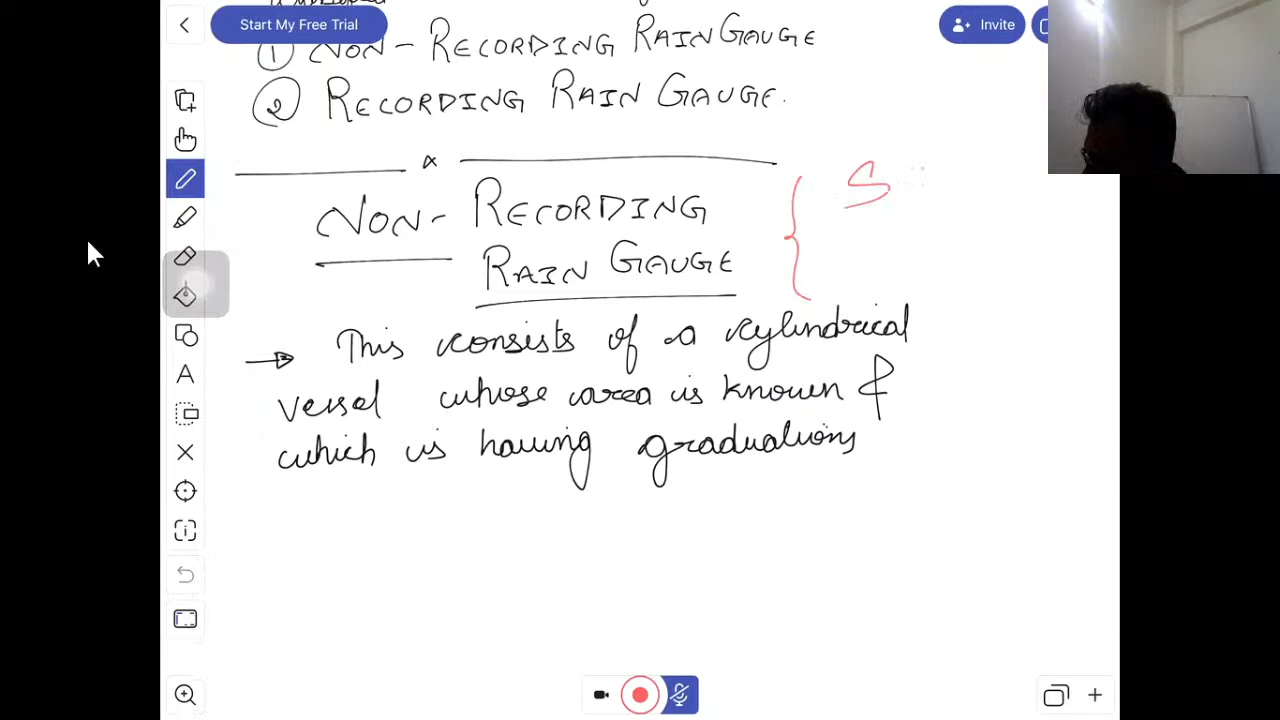 Start My Free Trial
Invite
① NON - RECORDING RAIN GAUGE
② RECORDING RAIN GAUGE.
x
NON- RECORDING
RAIN GAUGE
S
→ This consists of a cylindrical
vessel whose area is known &
which is having graduations